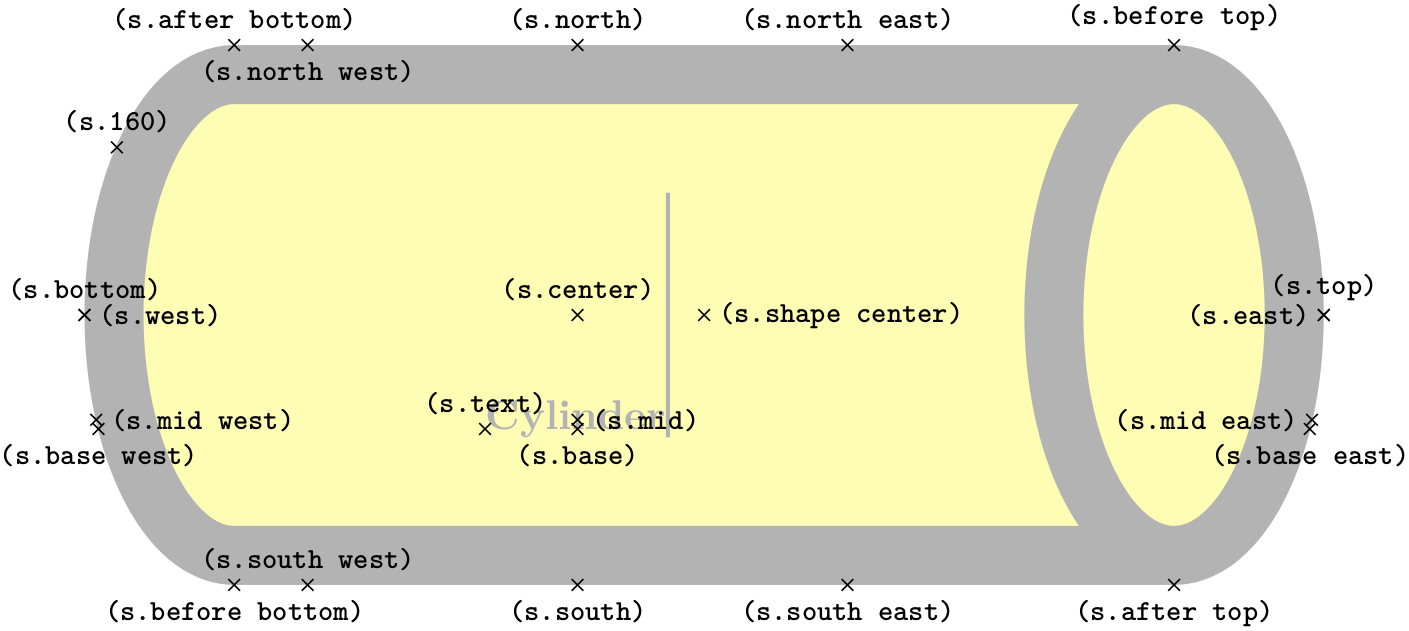 (s.after bottom)
(s.north)
(s.north east)
(s.before top)
(s.north west)
(s.160)
(s.bottom)
(s.west)
(s.center)
(s.shape center)
(s.top)
(s.east)
(s.text)
Cylinder
(s.mid west)
(s.mid)
(s.mid east)
(s.base west)
(s.base)
(s.base east)
(s.south west)
(s.before bottom)
(s.south)
(s.south east)
(s.after top)